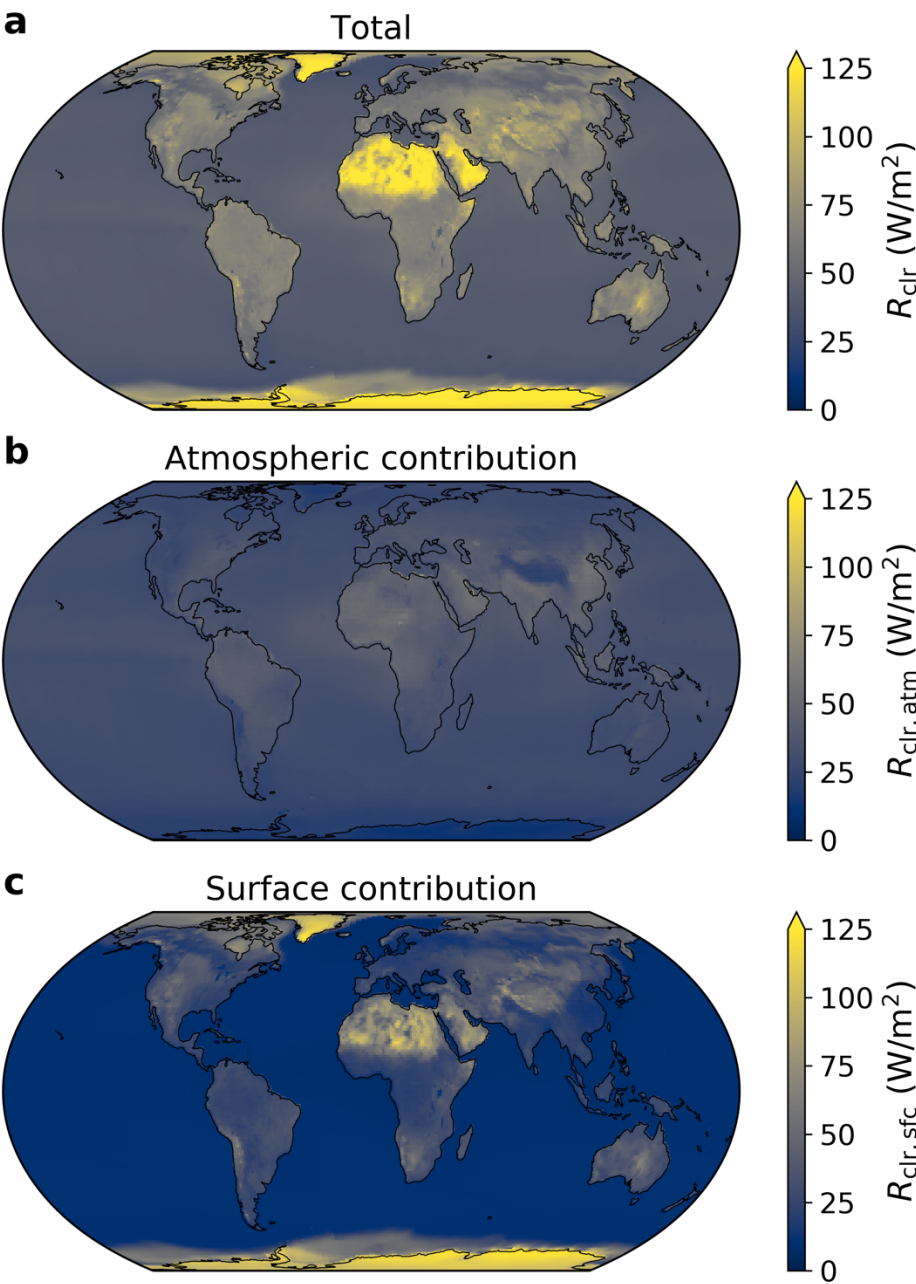 a
Total
125
100
75
50
25
0
R_clr (W/m²)
b
Atmospheric contribution
125
100
75
50
25
0
R_clr, atm (W/m²)
c
Surface contribution
125
100
75
50
25
0
R_clr, sfc (W/m²)